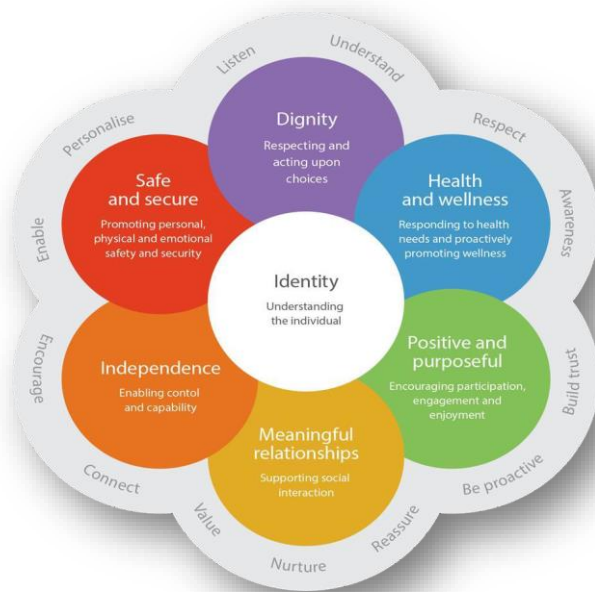 Listen
Understand
Personalise
Respect
Dignity
Respecting and
acting upon
choices
Safe
and secure
Promoting personal,
physical and emotional
safety and security
Health
and wellness
Responding to health
needs and proactively
promoting wellness
Enable
Awareness
Identity
Understanding
the individual
Encourage
Independence
Enabling contol
and capability
Positive and
purposeful
Encouraging participation,
engagement and
enjoyment
Build trust
Meaningful
relationships
Supporting social
interaction
Connect
Be proactive
Value
Reassure
Nurture